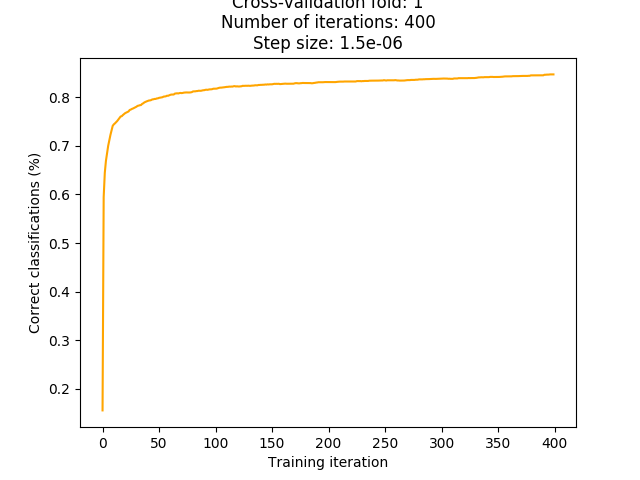 Cross-validation fold: 1
Number of iterations: 400
Step size: 1.5e-06
0.8
0.7
0.6
0.5
0.4
0.3
0.2
Correct classifications (%)
0 50 100 150 200 250 300 350 400
Training iteration